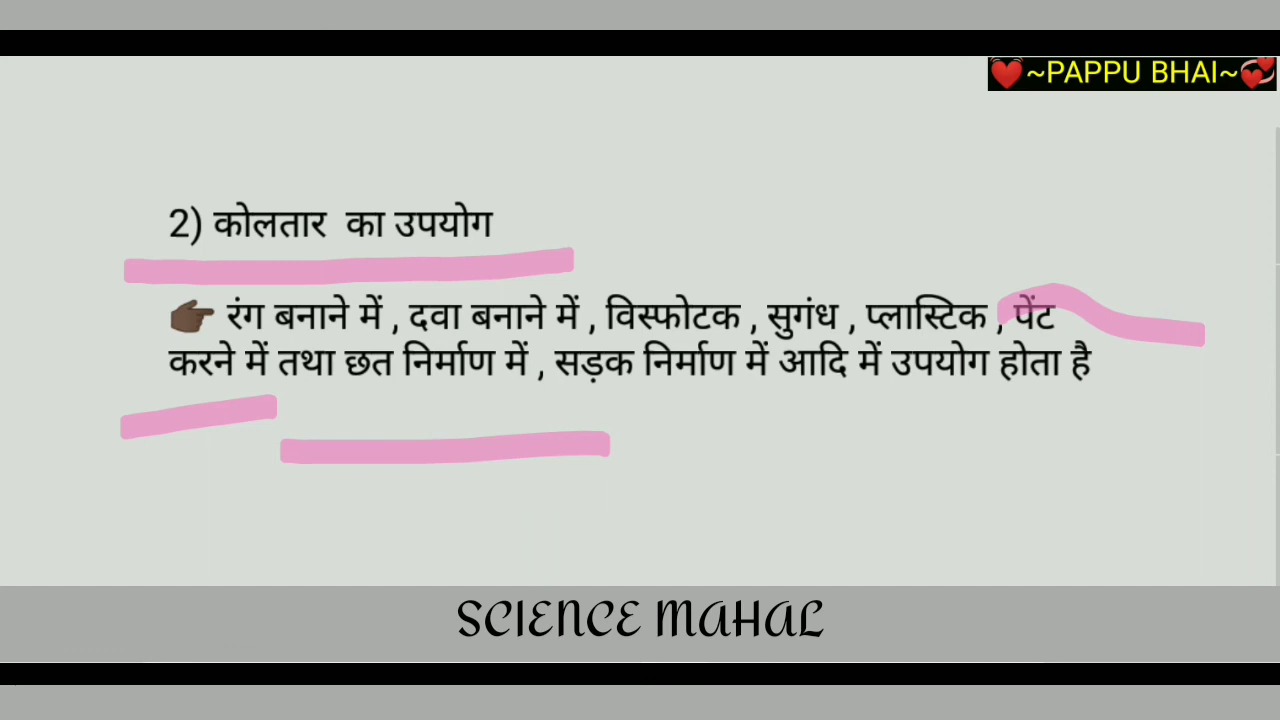 ❤️~PAPPU BHAI~💞
2) कोलतार का उपयोग
👉🏿 रंग बनाने में , दवा बनाने में , विस्फोटक , सुगंध , प्लास्टिक , पेंट
करने में तथा छत निर्माण में , सड़क निर्माण में आदि में उपयोग होता है
SCIENCE MAHAL